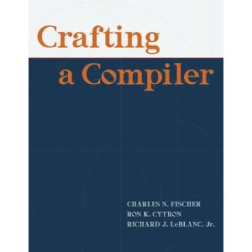 Crafting
a Compiler
CHARLES N. FISCHER
RON K. CYTRON
RICHARD J. LeBLANC, Jr.